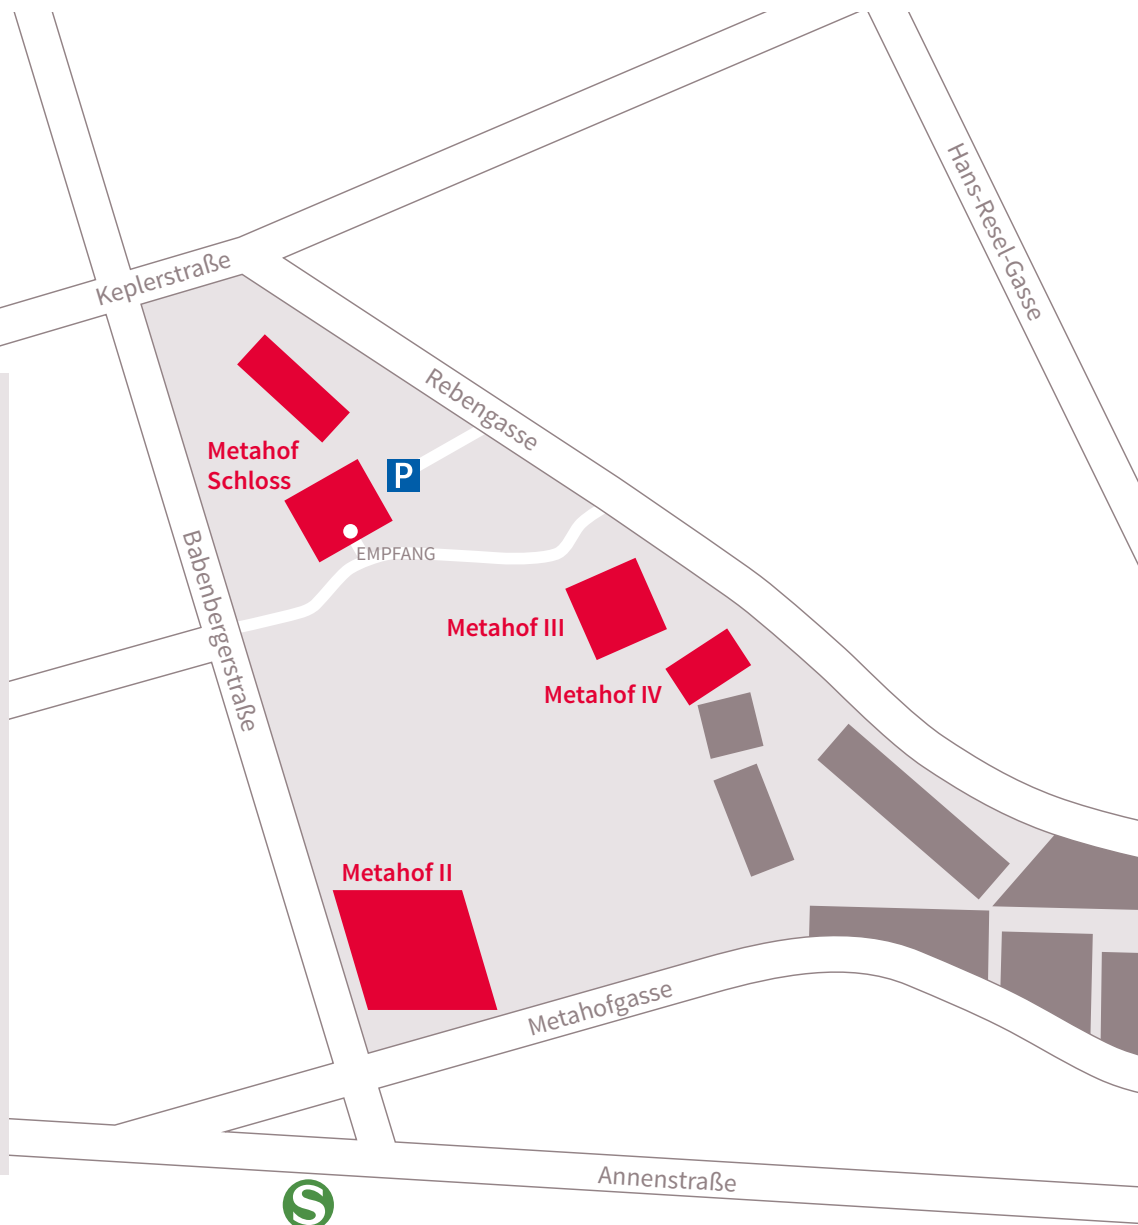 Hans-Resel-Gasse
Keplerstraße
Rebengasse
Metahof
Schloss
P
EMPFANG
Babenbergerstraße
Metahof III
Metahof IV
Metahof II
Metahofgasse
Annenstraße
S